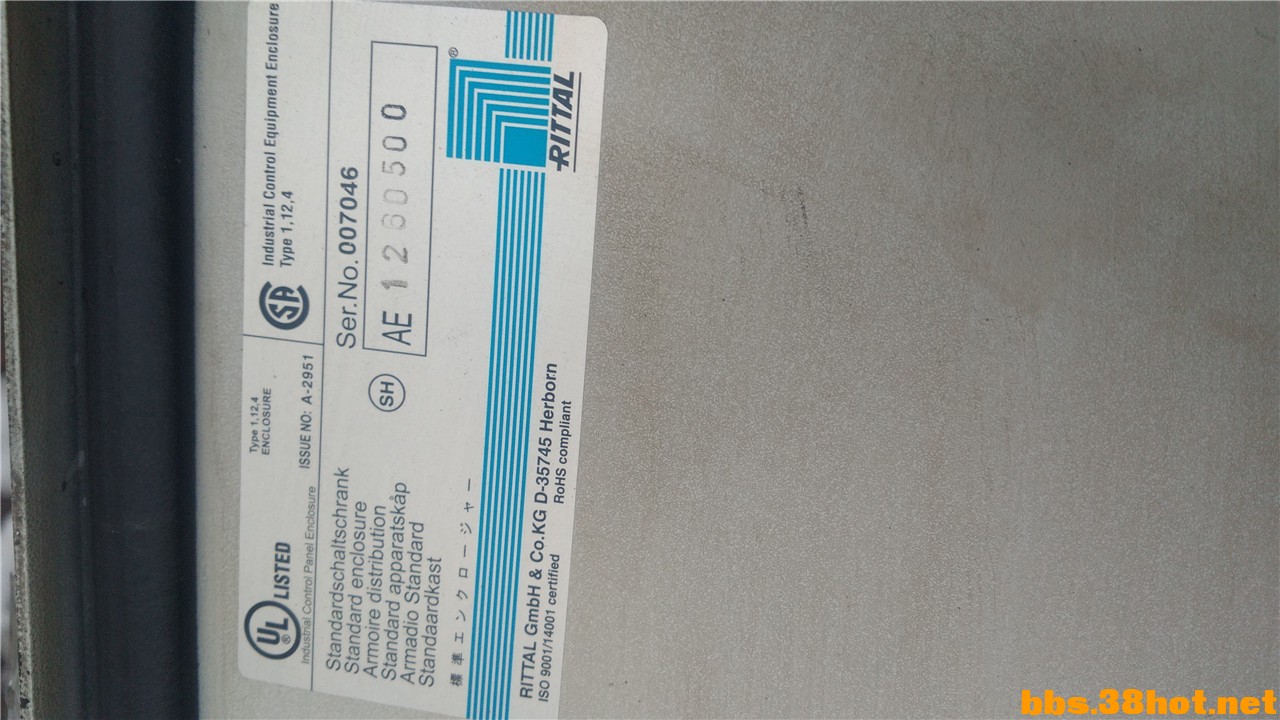 Type 1,12,4
ENCLOSURE
UL
®
LISTED
Industrial Control Panel Enclosure
ISSUE NO: A-2951
SA
Industrial Control Equipment Enclosure
Type 1,12,4
Standardschaltschrank
Standard enclosure
Armoire distribution
Standard apparatskåp
Armadio Standard
Standaardkast
標準エンクロージャー
SH
Ser.No. 007046
AE 1260500
®
RITTAL
RITTAL GmbH & Co.KG D-35745 Herborn
ISO 9001/14001 certified
RoHS compliant
bbs.38hot.net